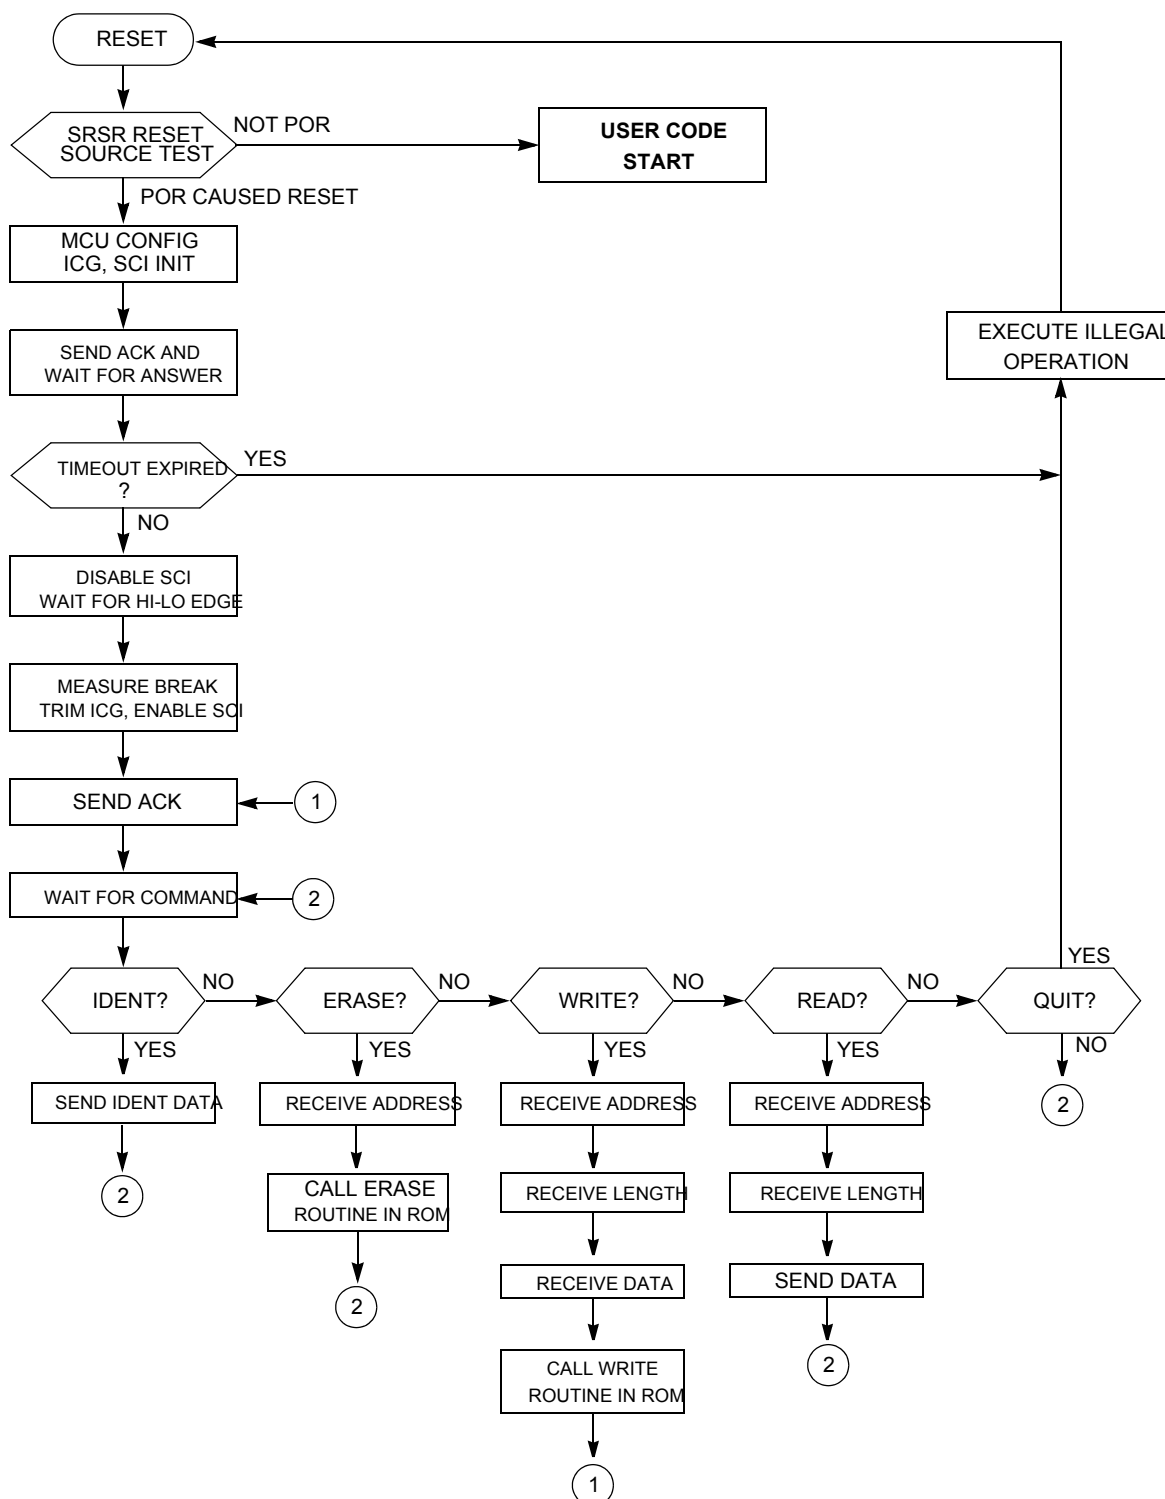 RESET
SRSR RESET
SOURCE TEST
NOT POR
USER CODE
START
POR CAUSED RESET
MCU CONFIG
ICG, SCI INIT
EXECUTE ILLEGAL
OPERATION
SEND ACK AND
WAIT FOR ANSWER
TIMEOUT EXPIRED
?
YES
NO
DISABLE SCI
WAIT FOR HI-LO EDGE
MEASURE BREAK
TRIM ICG, ENABLE SCI
SEND ACK
1
WAIT FOR COMMAND
2
IDENT?
NO
ERASE?
NO
WRITE?
NO
READ?
NO
QUIT?
YES
YES
YES
YES
YES
NO
SEND IDENT DATA
RECEIVE ADDRESS
RECEIVE ADDRESS
RECEIVE ADDRESS
2
2
CALL ERASE
ROUTINE IN ROM
RECEIVE LENGTH
RECEIVE LENGTH
2
RECEIVE DATA
SEND DATA
CALL WRITE
ROUTINE IN ROM
2
1